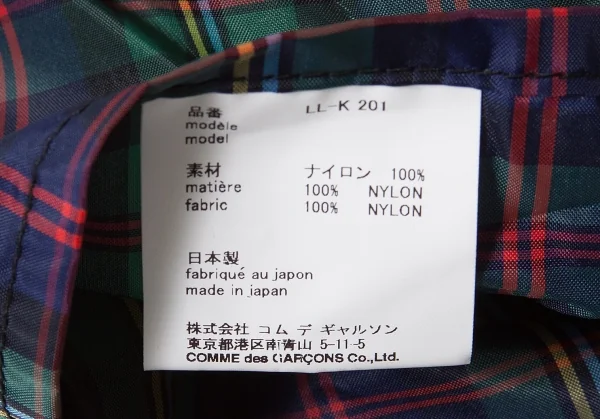 品番 LL-K 201
modèle
model
素材 ナイロン 100%
matière 100% NYLON
fabric 100% NYLON
日本製
fabriqué au japon
made in japan
株式会社 コム デ ギャルソン
東京都港区南青山 5-11-5
COMME des GARÇONS Co.,Ltd.